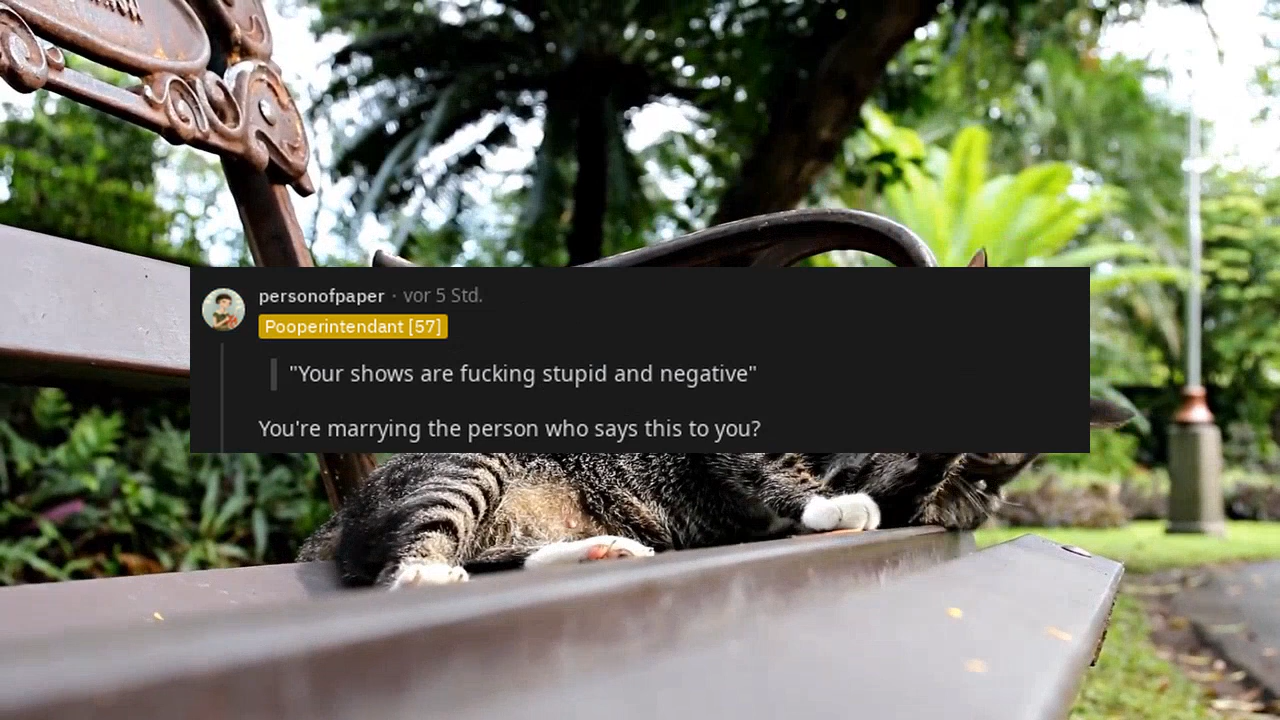 personofpaper · vor 5 Std.
Pooperintendant [57]
"Your shows are fucking stupid and negative"
You're marrying the person who says this to you?